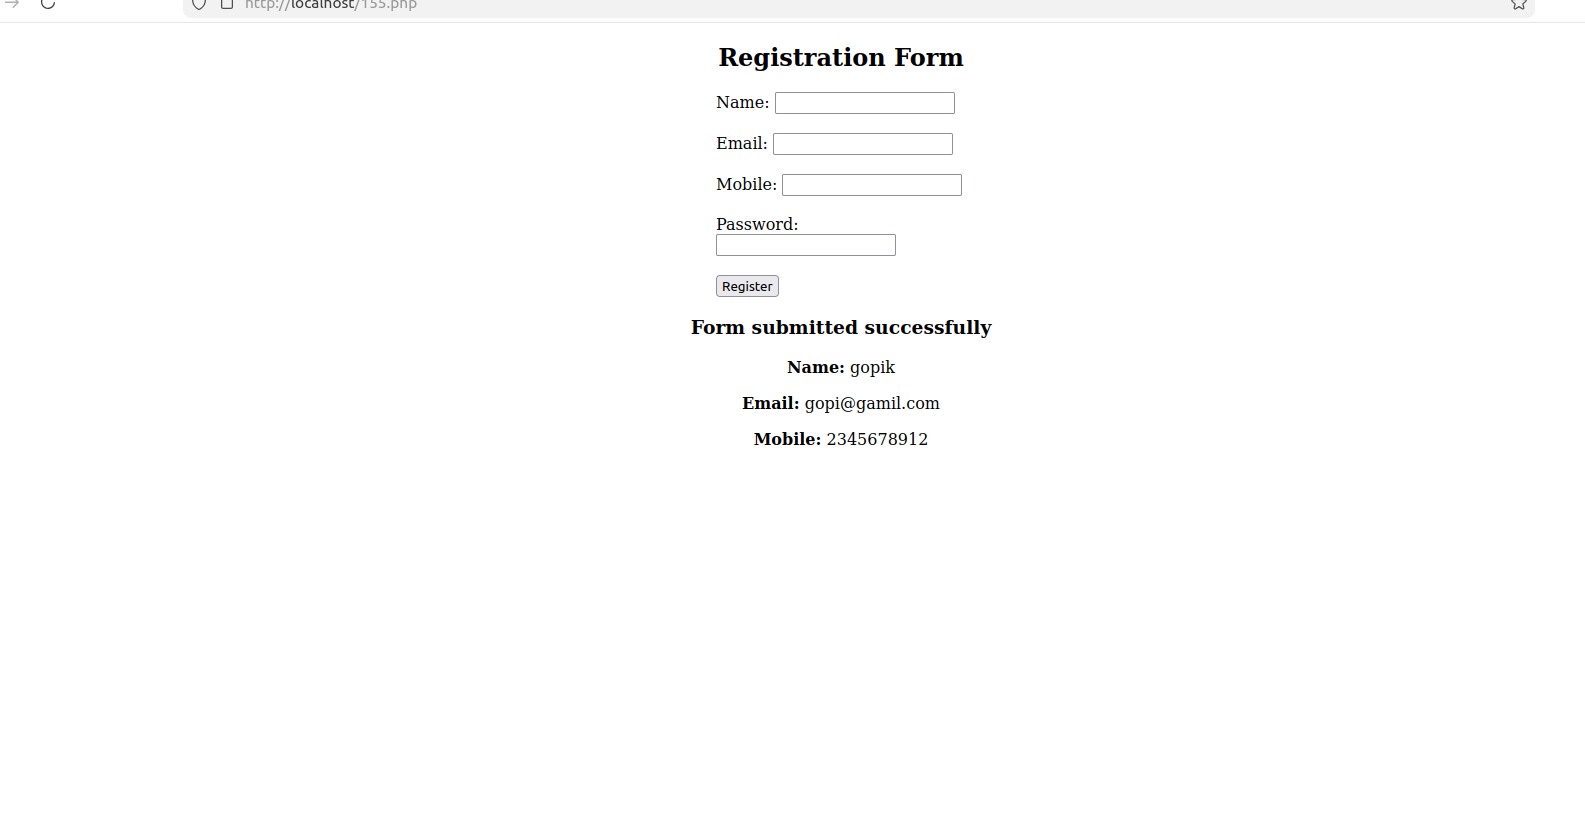 http://localhost/155.php
Registration Form
Name:
Email:
Mobile:
Password:
Register
Form submitted successfully
Name: gopik
Email: gopi@gamil.com
Mobile: 2345678912